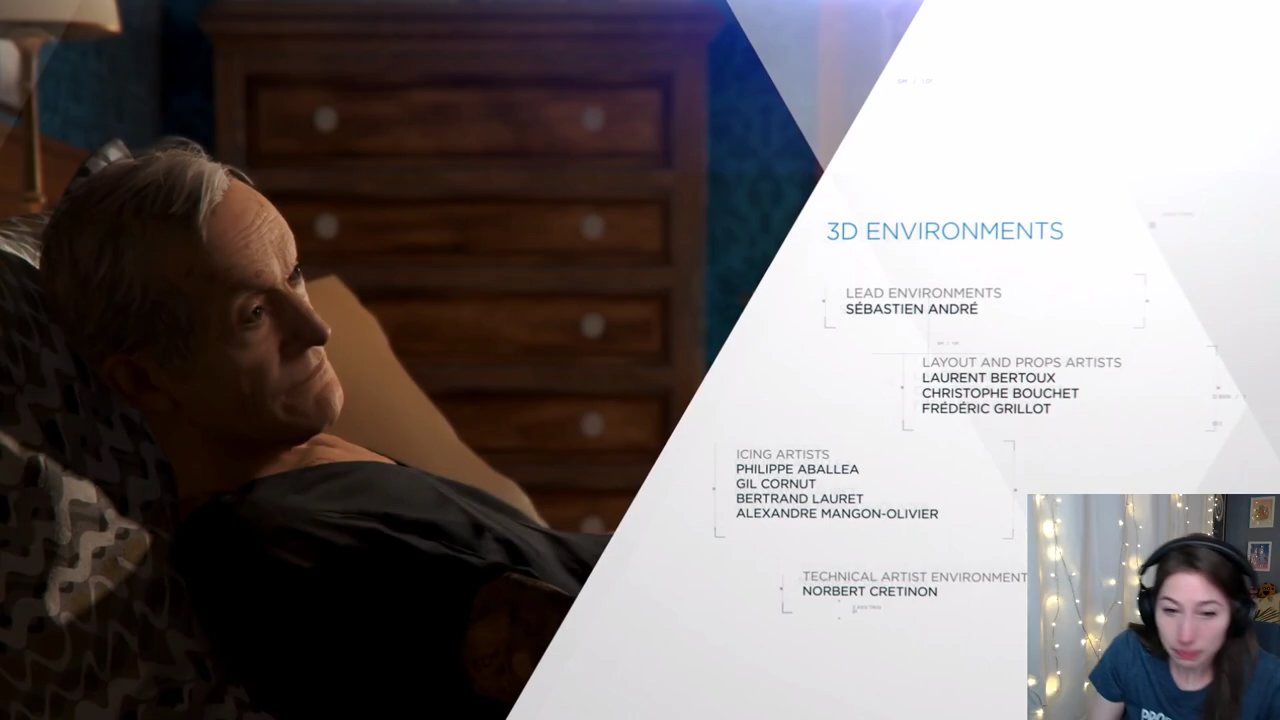 3D ENVIRONMENTS
LEAD ENVIRONMENTS
SÉBASTIEN ANDRÉ
LAYOUT AND PROPS ARTISTS
LAURENT BERTOUX
CHRISTOPHE BOUCHET
FRÉDÉRIC GRILLOT
ICING ARTISTS
PHILIPPE ABALLEA
GIL CORNUT
BERTRAND LAURET
ALEXANDRE MANGON-OLIVIER
TECHNICAL ARTIST ENVIRONMENT
NORBERT CRETINON